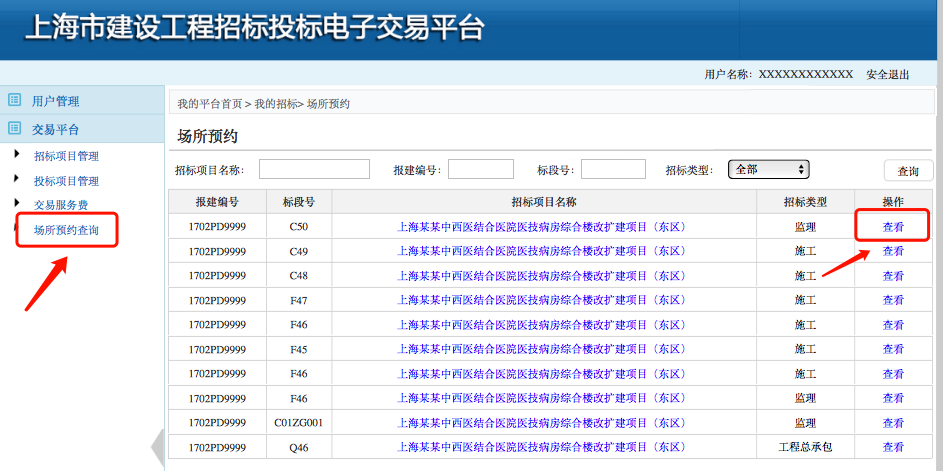 上海市建设工程招标投标电子交易平台
用户名称：XXXXXXXXXXXX 安全退出
用户管理
交易平台
招标项目管理
投标项目管理
交易服务费
场所预约查询
我的平台首页 > 我的招标> 场所预约
场所预约
招标项目名称： 报建编号： 标段号： 招标类型： 全部 查询
报建编号 标段号 招标项目名称 招标类型 操作
1702PD9999 C50 上海某某中西医结合医院医技病房综合楼改扩建项目（东区） 监理 查看
1702PD9999 C49 上海某某中西医结合医院医技病房综合楼改扩建项目（东区） 施工 查看
1702PD9999 C48 上海某某中西医结合医院医技病房综合楼改扩建项目（东区） 施工 查看
1702PD9999 F47 上海某某中西医结合医院医技病房综合楼改扩建项目（东区） 施工 查看
1702PD9999 F46 上海某某中西医结合医院医技病房综合楼改扩建项目（东区） 施工 查看
1702PD9999 F45 上海某某中西医结合医院医技病房综合楼改扩建项目（东区） 施工 查看
1702PD9999 F46 上海某某中西医结合医院医技病房综合楼改扩建项目（东区） 施工 查看
1702PD9999 F46 上海某某中西医结合医院医技病房综合楼改扩建项目（东区） 监理 查看
1702PD9999 C01ZG001 上海某某中西医结合医院医技病房综合楼改扩建项目（东区） 监理 查看
1702PD9999 Q46 上海某某中西医结合医院医技病房综合楼改扩建项目（东区） 工程总承包 查看